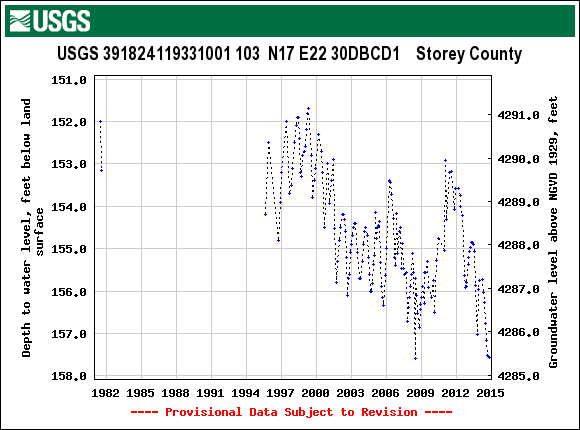 USGS
USGS 391824119331001 103 N17 E22 30DBCD1 Storey County
Depth to water level, feet below land
surface
151.0
152.0
153.0
154.0
155.0
156.0
157.0
158.0
4291.0
4290.0
4289.0
4288.0
4287.0
4286.0
4285.0
Groundwater level above NGVD 1929, feet
1982 1985 1988 1991 1994 1997 2000 2003 2006 2009 2012 2015
---- Provisional Data Subject to Revision ----